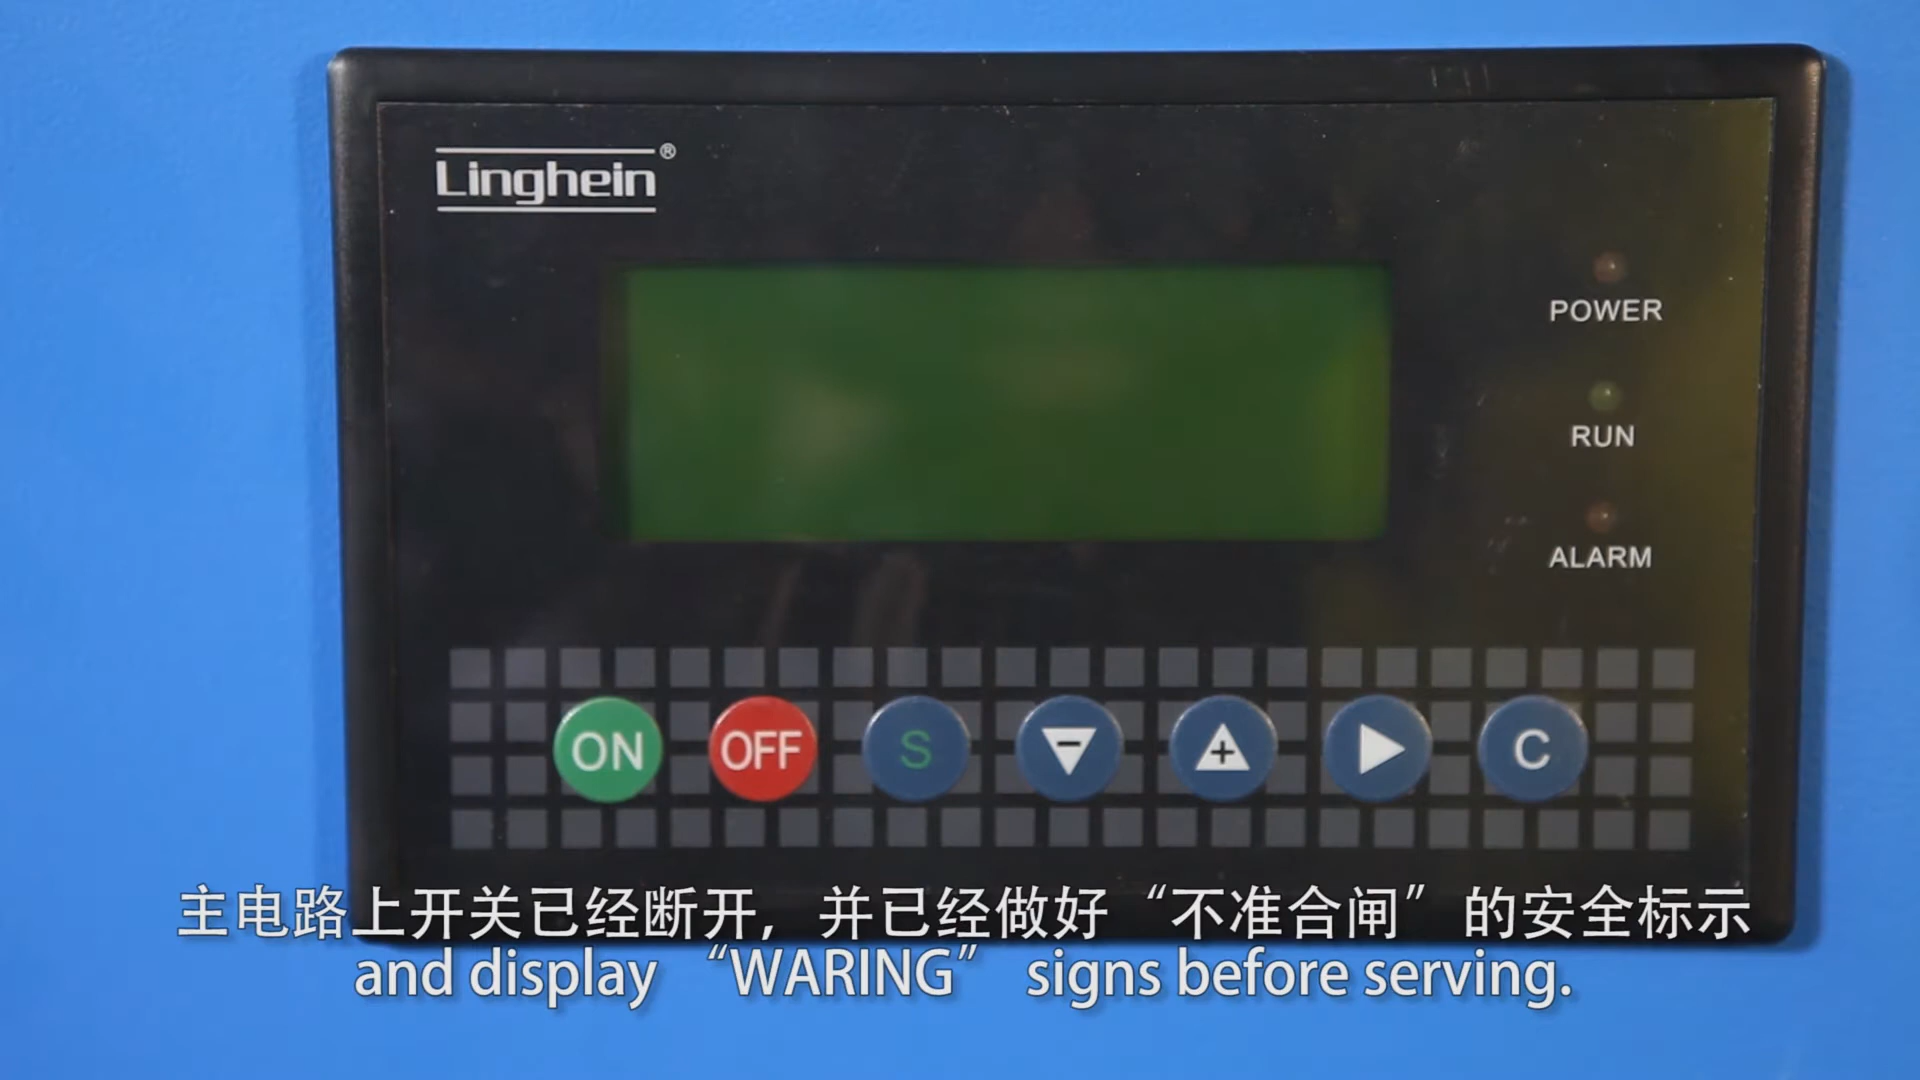 Linghein®
POWER
RUN
ALARM
ON OFF S - + C
主电路上开关已经断开，并已经做好“不准合闸”的安全标示
and display “WARING” signs before serving.